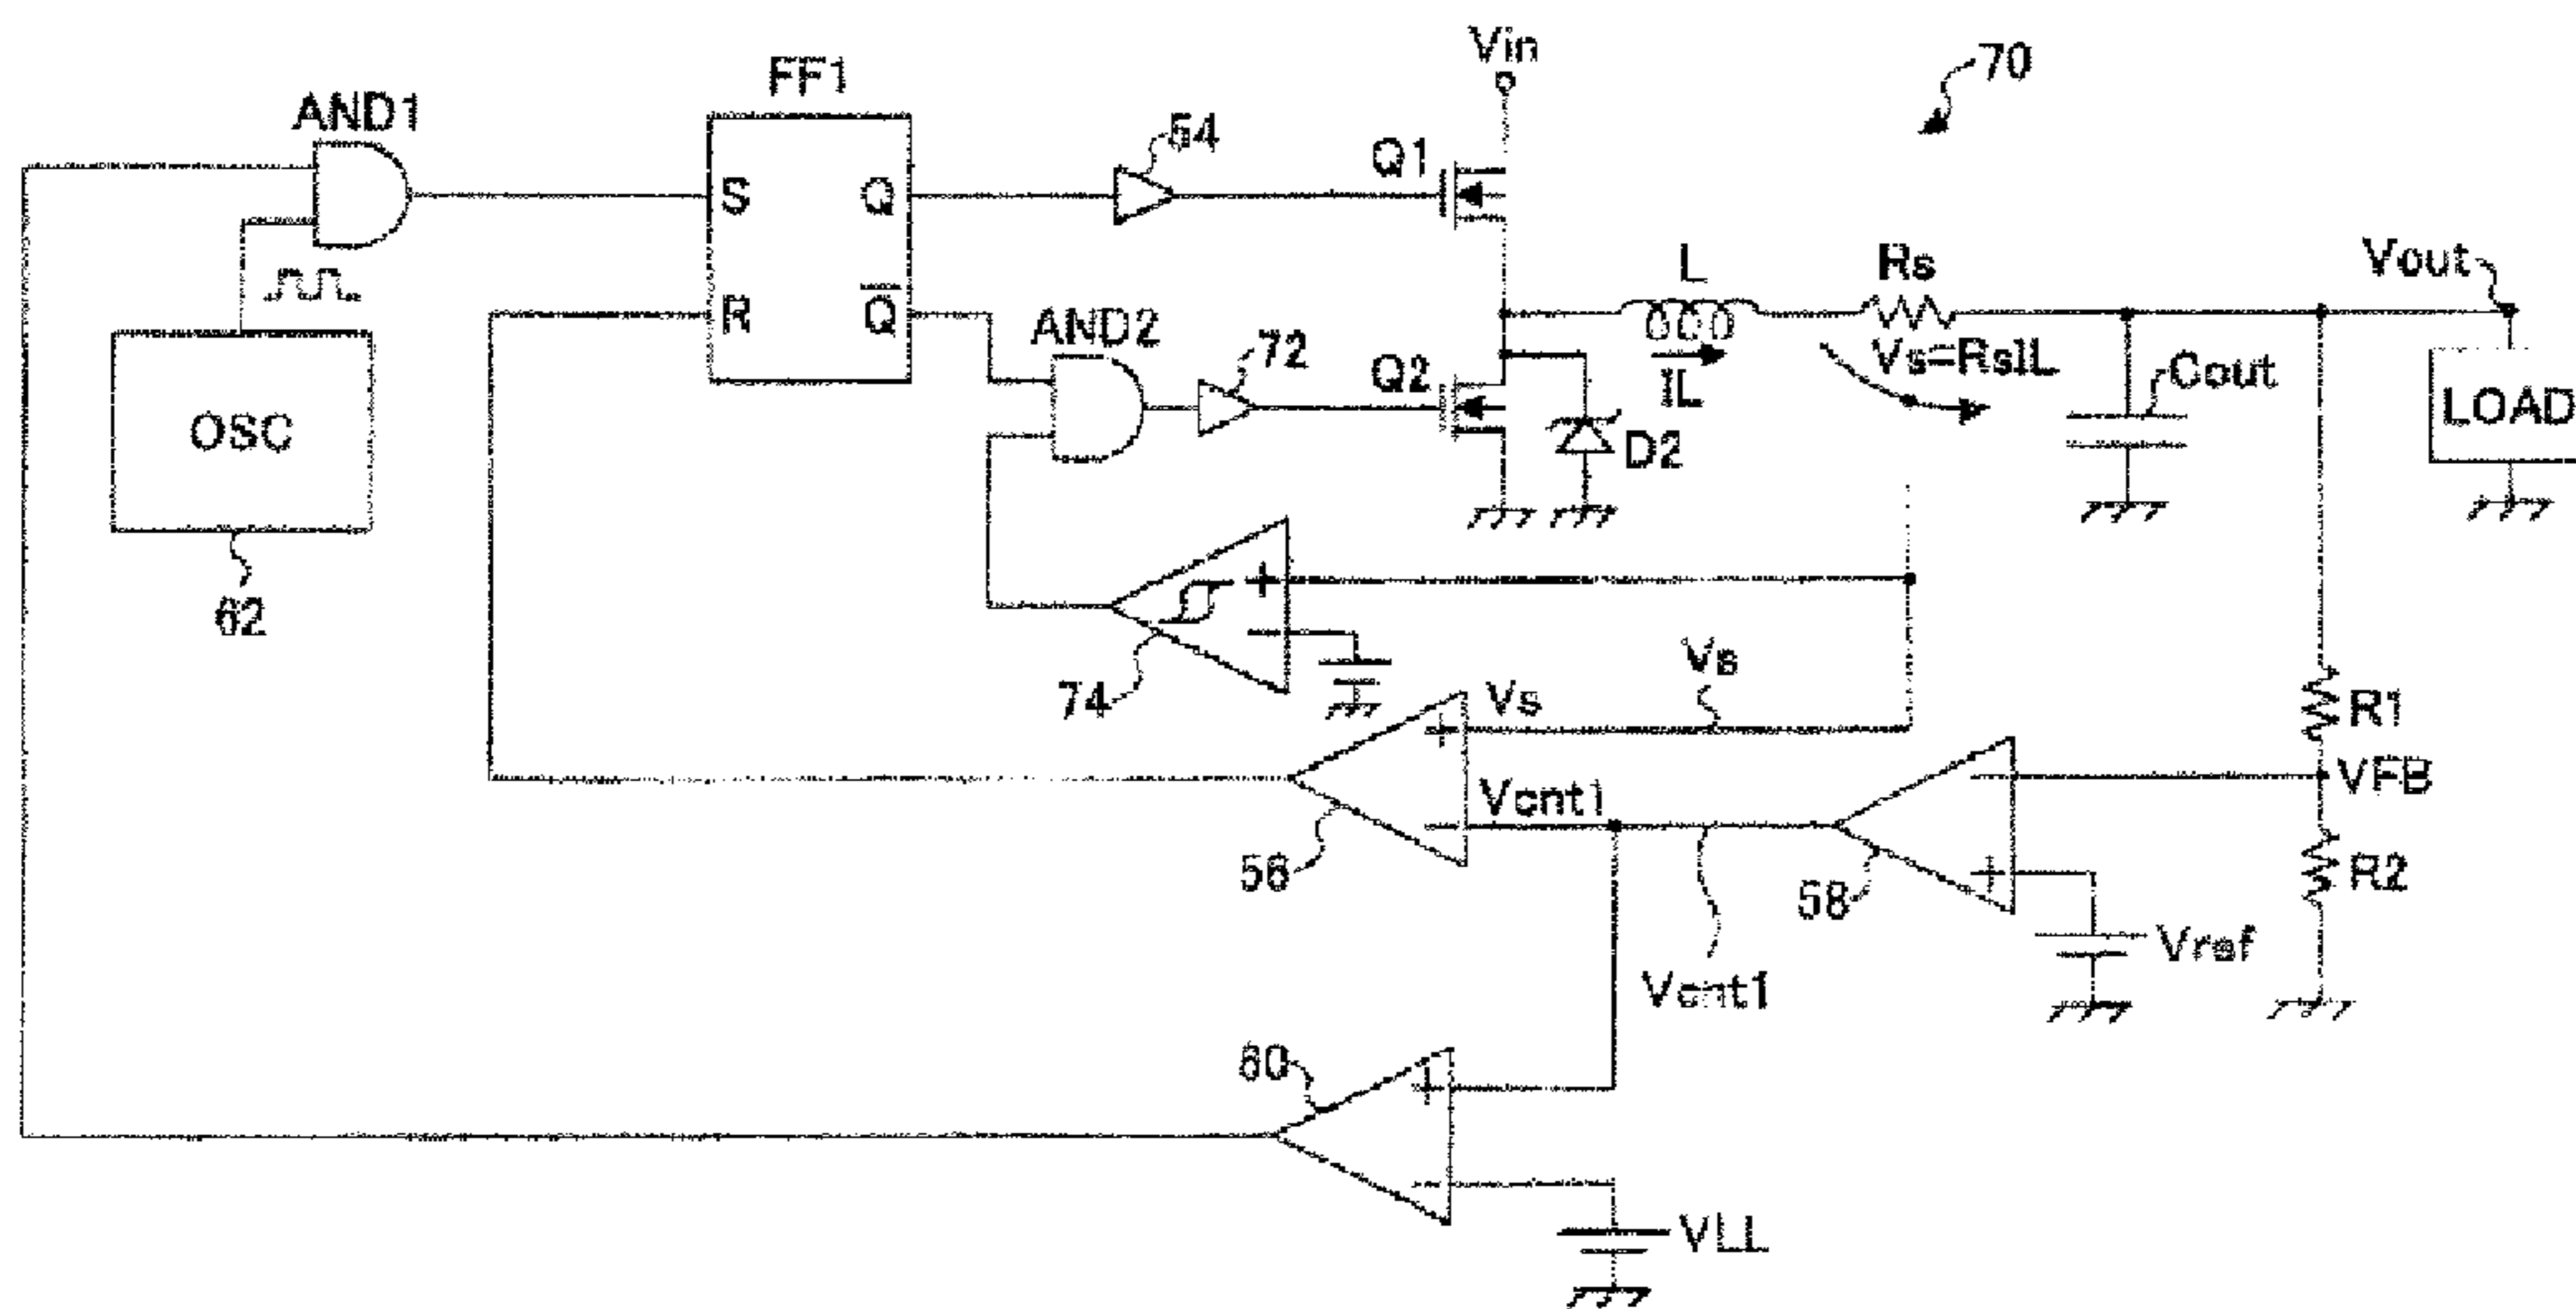 Vin
70
FF1
AND1
54
Q1
S
Q
Vout
L
Rs
R
Q
AND2
72
Q2
IL
Vs=RsIL
Cout
LOAD
OSC
D2
62
74
+
−
Vs
Vs
R1
+
Vcnt1
−
−
VFB
56
58
+
R2
Vref
Vcnt1
60
+
−
VLL